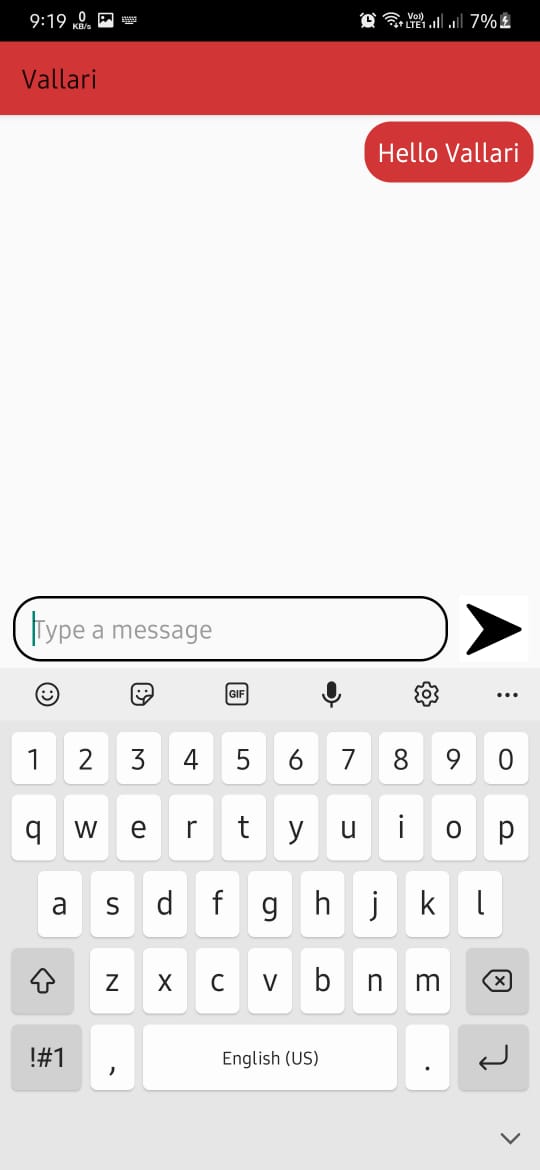 9:19 0 KB/s Vo)) LTE1 7%
Vallari
Hello Vallari
Type a message
GIF
1 2 3 4 5 6 7 8 9 0
q w e r t y u i o p
a s d f g h j k l
z x c v b n m
!#1 , English (US) .